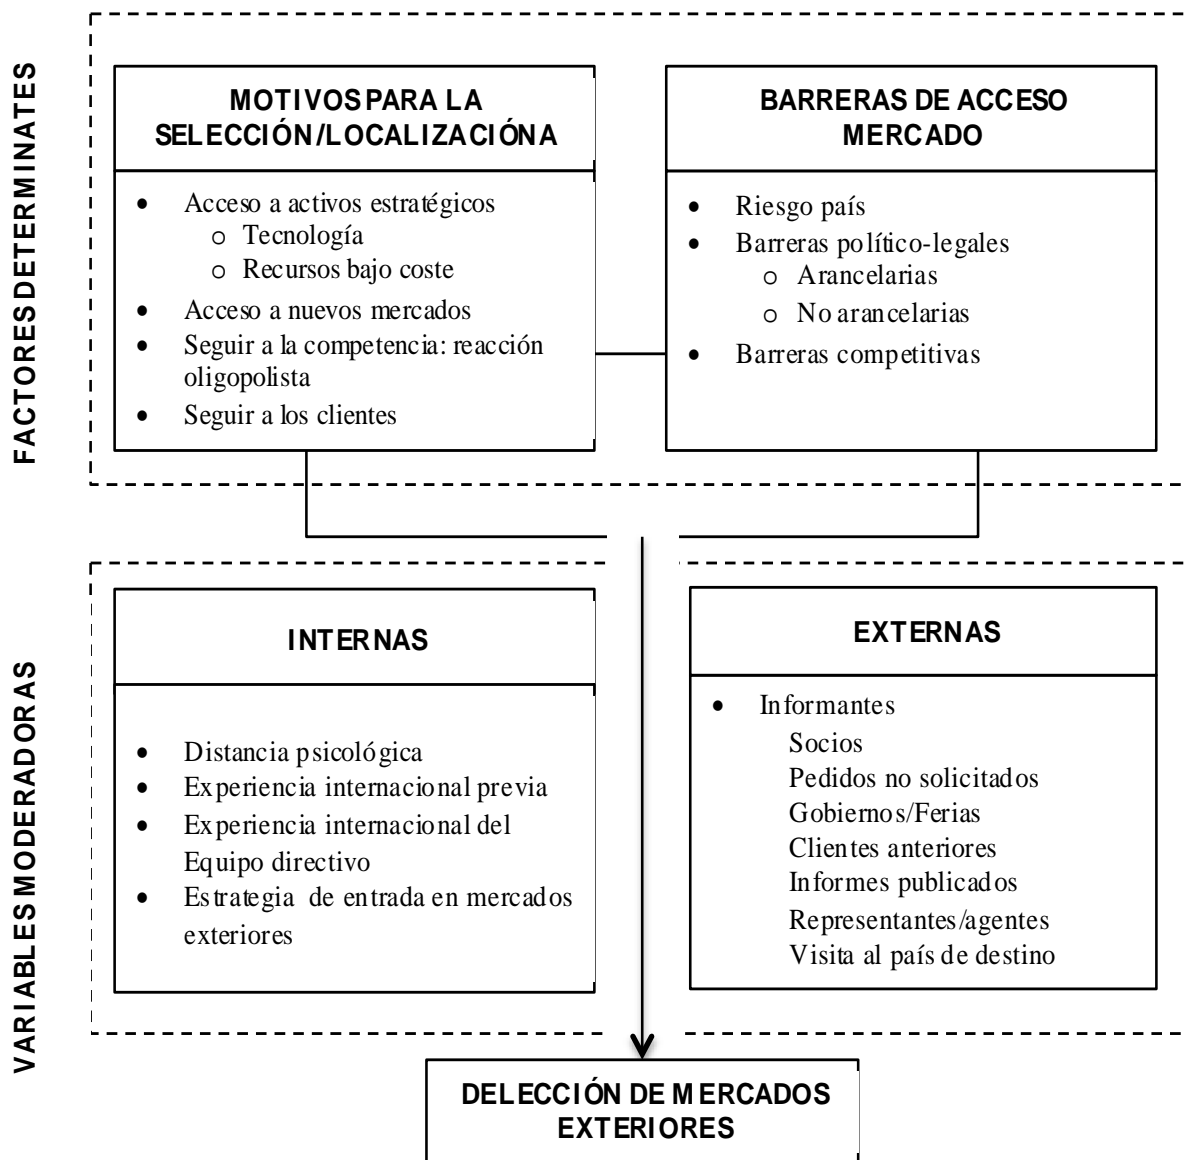 FACTORES DETERMINATES
MOTIVOS PARA LA
SELECCIÓN/LOCALIZACIÓNA
• Acceso a activos estratégicos
o Tecnología
o Recursos bajo coste
• Acceso a nuevos mercados
• Seguir a la competencia: reacción
oligopolista
• Seguir a los clientes
BARRERAS DE ACCESO
MERCADO
• Riesgo país
• Barreras político-legales
o Arancelarias
o No arancelarias
• Barreras competitivas
VARIABLES MODERADORAS
INTERNAS
• Distancia psicológica
• Experiencia internacional previa
• Experiencia internacional del
Equipo directivo
• Estrategia de entrada en mercados
exteriores
EXTERNAS
• Informantes
Socios
Pedidos no solicitados
Gobiernos/Ferias
Clientes anteriores
Informes publicados
Representantes/agentes
Visita al país de destino
DELECCIÓN DE MERCADOS
EXTERIORES